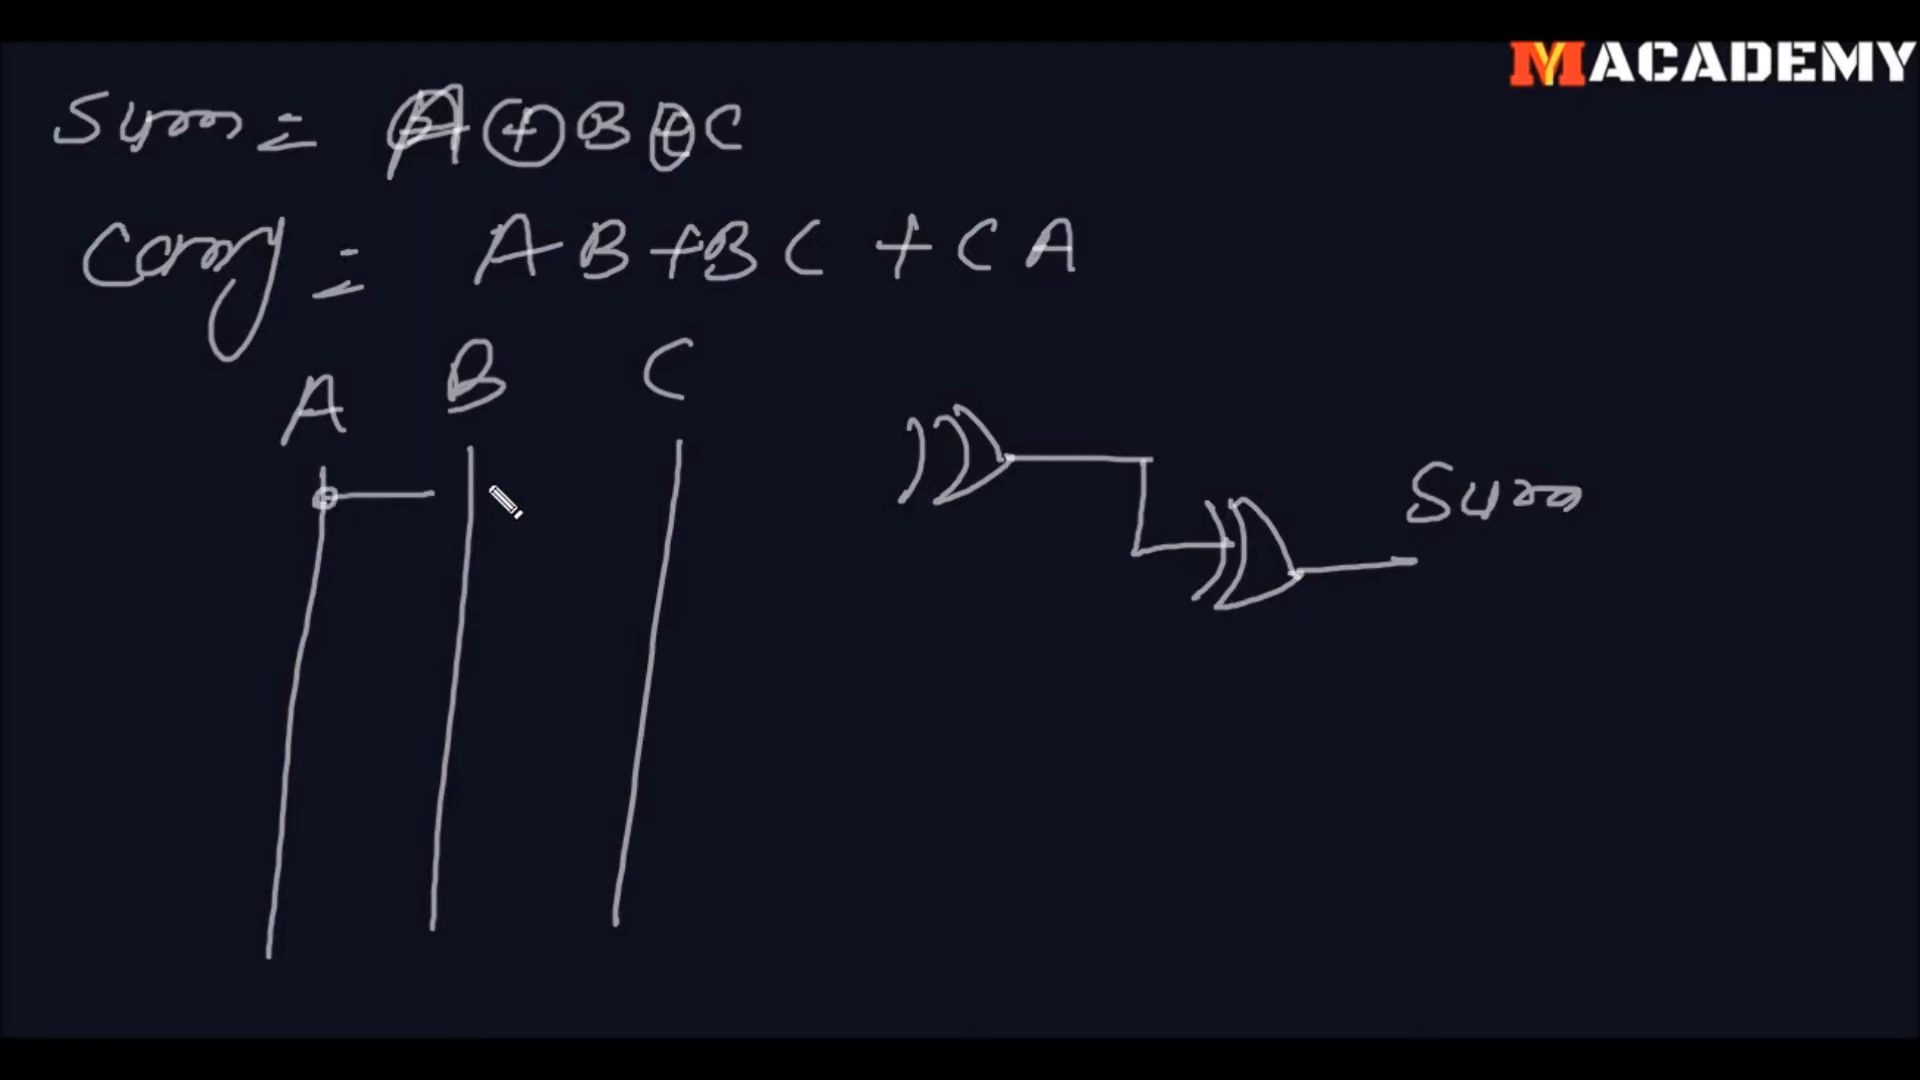 MACADEMY
Sum = A ⊕ B ⊕ C
Carry = AB + BC + CA
A B C
Sum